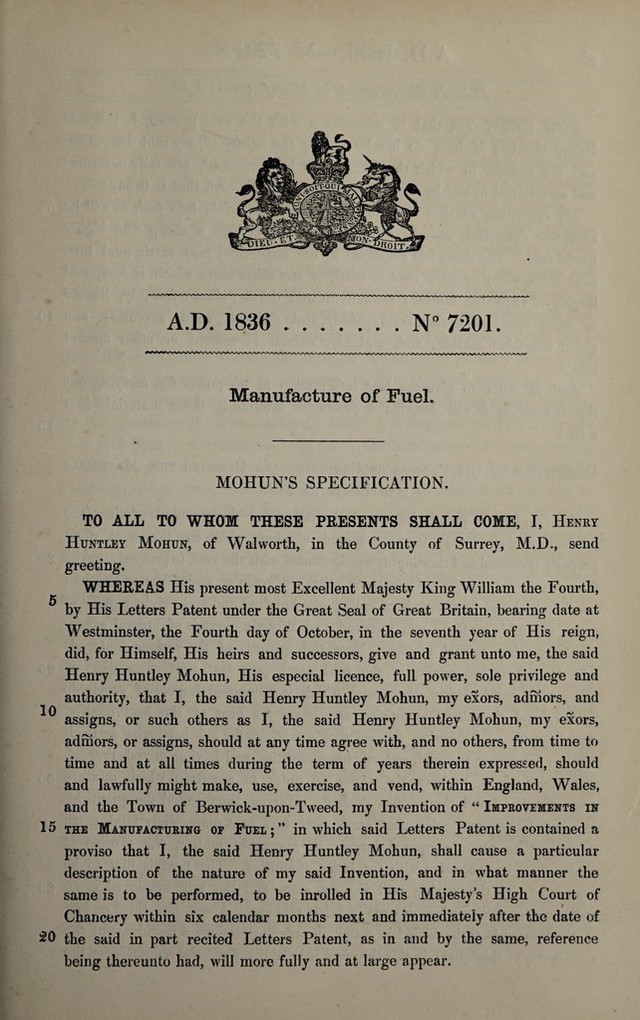 HONI SOIT QUI MAL Y
DIEU ET MON DROIT
A.D. 1836 . . . . . . . N° 7201.
Manufacture of Fuel.
MOHUN'S SPECIFICATION.
TO ALL TO WHOM THESE PRESENTS SHALL COME, I, HENRY
HUNTLEY MOHUN, of Walworth, in the County of Surrey, M.D., send
greeting.
WHEREAS His present most Excellent Majesty King William the Fourth,
5 by His Letters Patent under the Great Seal of Great Britain, bearing date at
Westminster, the Fourth day of October, in the seventh year of His reign,
did, for Himself, His heirs and successors, give and grant unto me, the said
Henry Huntley Mohun, His especial licence, full power, sole privilege and
authority, that I, the said Henry Huntley Mohun, my exors, adm̃ors, and
10 assigns, or such others as I, the said Henry Huntley Mohun, my exors,
adm̃ors, or assigns, should at any time agree with, and no others, from time to
time and at all times during the term of years therein expressed, should
and lawfully might make, use, exercise, and vend, within England, Wales,
and the Town of Berwick-upon-Tweed, my Invention of " IMPROVEMENTS IN
15 THE MANUFACTURING OF FUEL ; " in which said Letters Patent is contained a
proviso that I, the said Henry Huntley Mohun, shall cause a particular
description of the nature of my said Invention, and in what manner the
same is to be performed, to be inrolled in His Majesty's High Court of
Chancery within six calendar months next and immediately after the date of
20 the said in part recited Letters Patent, as in and by the same, reference
being thereunto had, will more fully and at large appear.